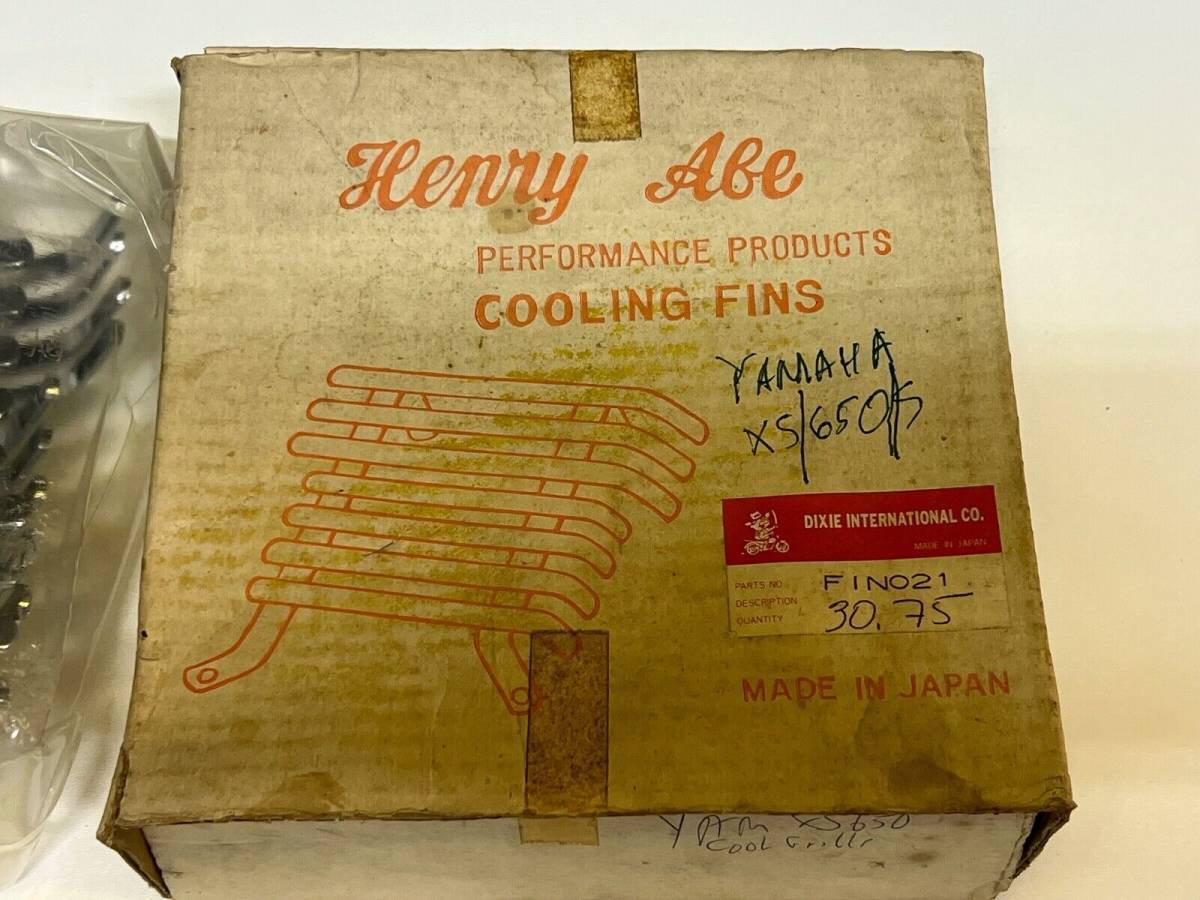 Henry Abe
PERFORMANCE PRODUCTS
COOLING FINS
YAMAHA
XS/650/S
DIXIE INTERNATIONAL CO.
MADE IN JAPAN
PARTS NO FIN021
DESCRIPTION 30.75
QUANTITY
MADE IN JAPAN
YAM XS650
Cool Grills